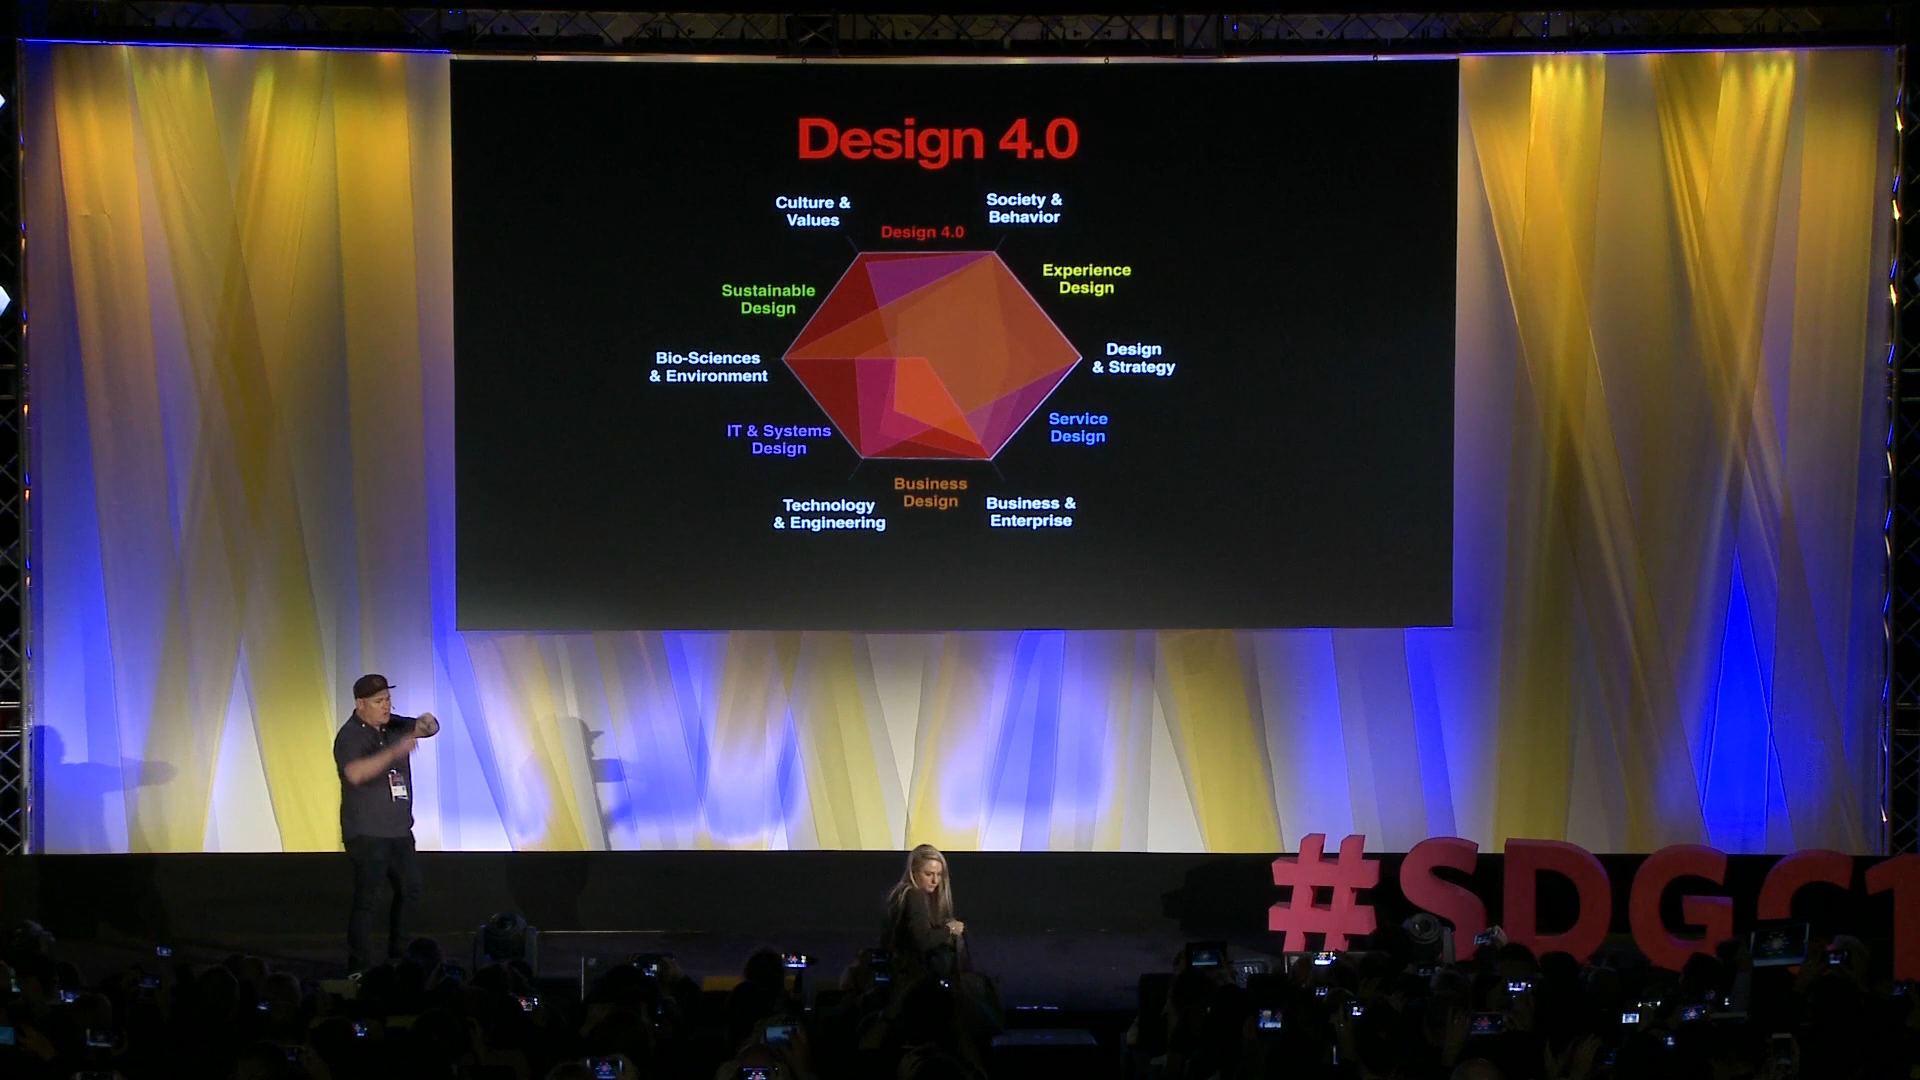 Design 4.0
Culture &
Values
Society &
Behavior
Design 4.0
Experience
Design
Sustainable
Design
Design
& Strategy
Bio-Sciences
& Environment
Service
Design
IT & Systems
Design
Business
Design
Technology
& Engineering
Business &
Enterprise
#SDGC1